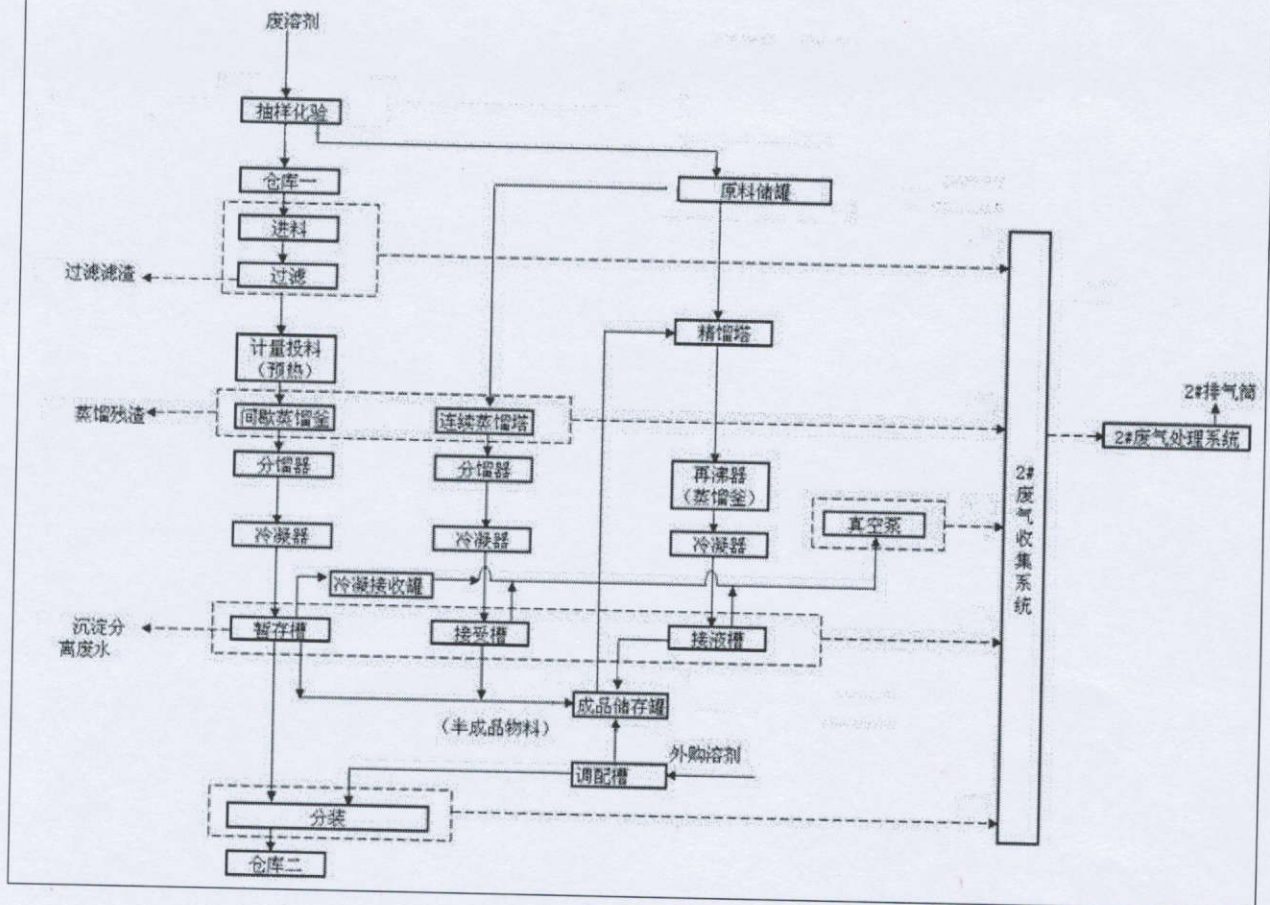 废溶剂
抽样化验
仓库一
原料储罐
进料
过滤滤渣
过滤
计量投料
(预热)
精馏塔
2#排气筒
蒸馏残渣
间歇蒸馏釜
连续蒸馏塔
2#废气处理系统
分馏器
分馏器
再沸器
(蒸馏釜)
2#废气收集系统
真空泵
冷凝器
冷凝器
冷凝器
冷凝接收罐
沉淀分
离废水
暂存槽
接受槽
接液槽
成品储存罐
(半成品物料)
外购溶剂
调配槽
分装
仓库二